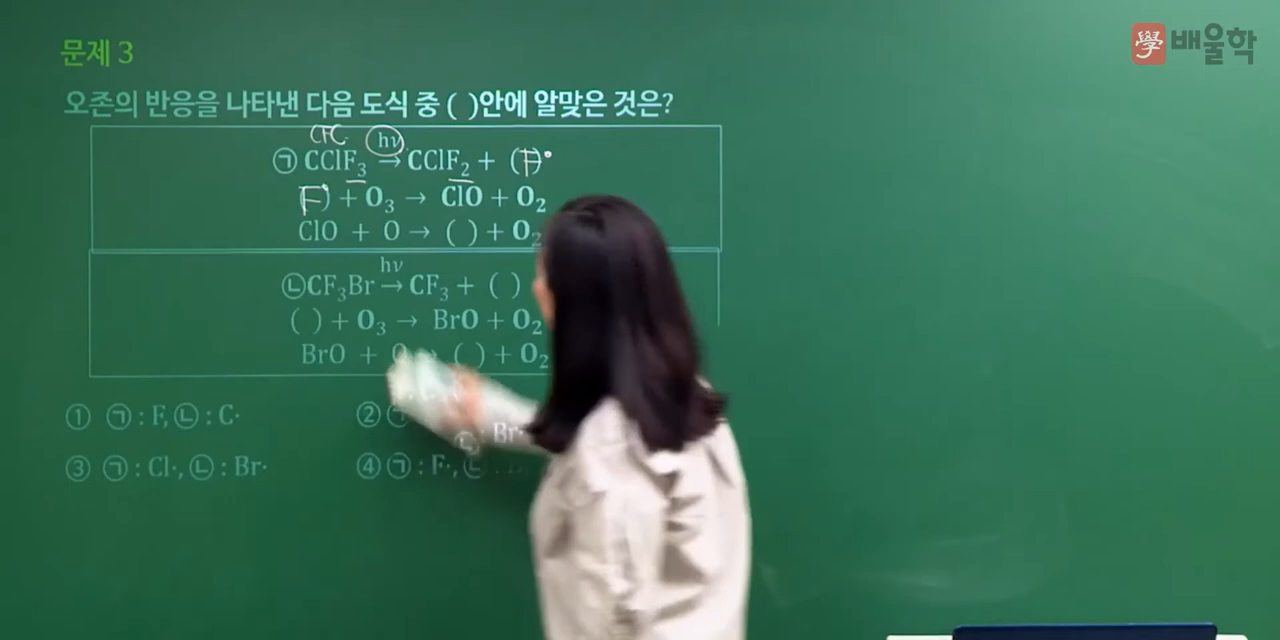 學 배울학
문제 3
오존의 반응을 나타낸 다음 도식 중 ( )안에 알맞은 것은?
CFC hν
㉠ CClF₃ → CClF₂ + (F)·
F·) + O₃ → ClO + O₂
ClO + O → ( ) + O₂
hν
㉡CF₃Br → CF₃ + ( )
( ) + O₃ → BrO + O₂
BrO + O → ( ) + O₂
① ㉠ : F, ㉡ : C·
② ㉡ Br·
③ ㉠ : Cl·, ㉡ : Br·
④ ㉠ : F·, ㉡ :